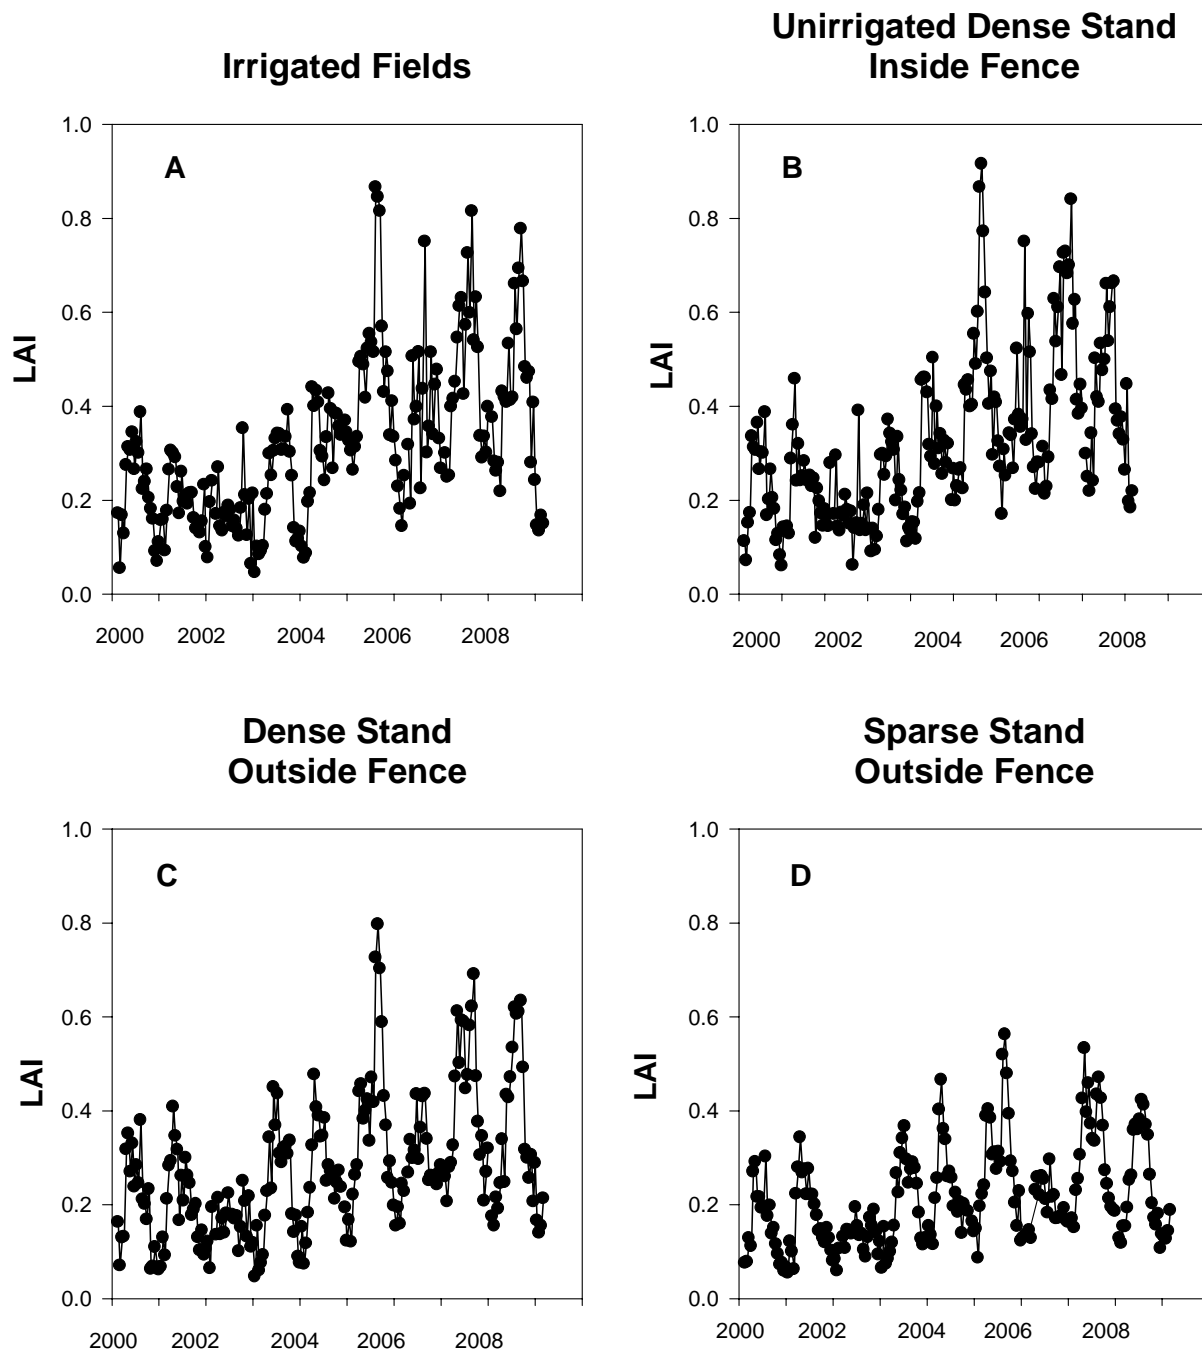 Irrigated Fields
Unirrigated Dense Stand
Inside Fence
A
LAI
1.0
0.8
0.6
0.4
0.2
0.0
2000 2002 2004 2006 2008
B
LAI
1.0
0.8
0.6
0.4
0.2
0.0
2000 2002 2004 2006 2008
Dense Stand
Outside Fence
Sparse Stand
Outside Fence
C
LAI
1.0
0.8
0.6
0.4
0.2
0.0
2000 2002 2004 2006 2008
D
LAI
1.0
0.8
0.6
0.4
0.2
0.0
2000 2002 2004 2006 2008